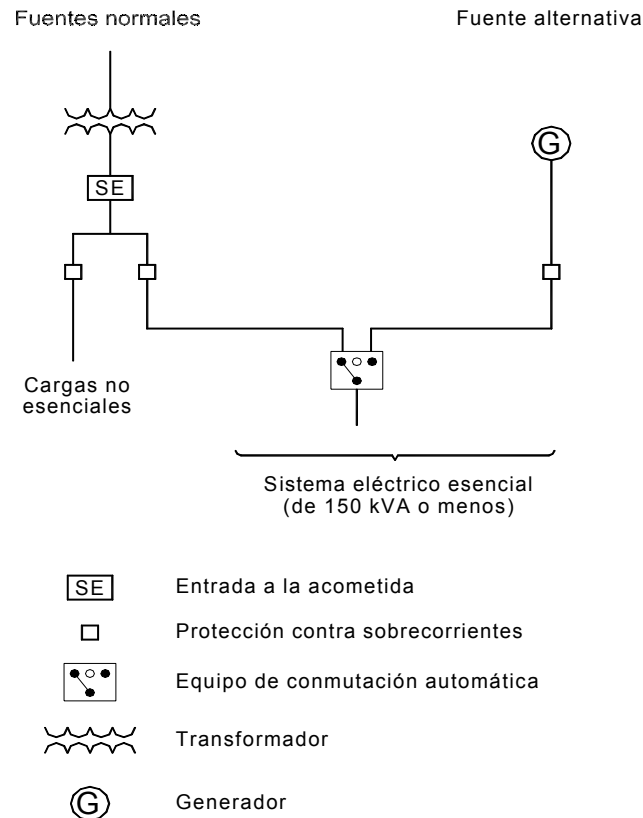 Fuentes normales
Fuente alternativa
G
SE
Cargas no
esenciales
Sistema eléctrico esencial
(de 150 kVA o menos)
SE Entrada a la acometida
Protección contra sobrecorrientes
Equipo de conmutación automática
Transformador
G Generador